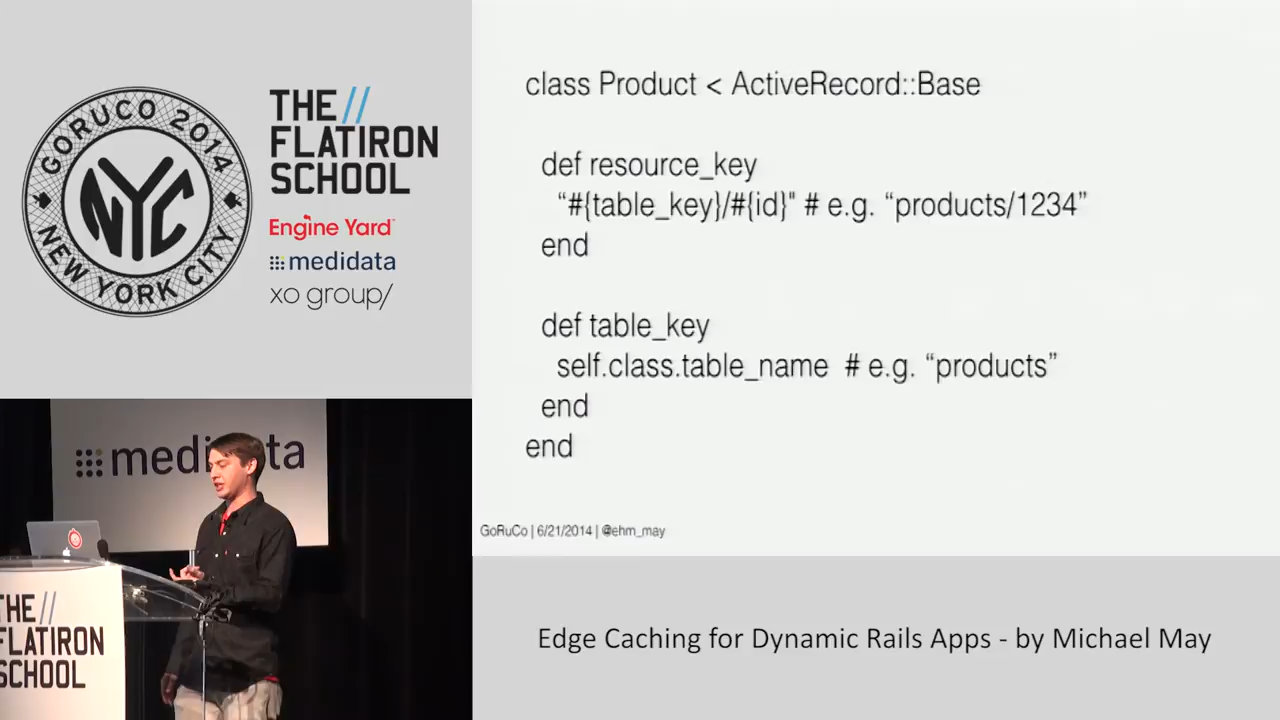 GORUCO 2014
NYC
NEW YORK CITY
THE //
FLATIRON
SCHOOL
Engine Yard
medidata
xo group/
class Product < ActiveRecord::Base
def resource_key
“#{table_key}/#{id}" # e.g. “products/1234”
end
def table_key
self.class.table_name # e.g. “products”
end
end
GoRuCo | 6/21/2014 | @ehm_may
medidata
THE //
FLATIRON
SCHOOL
Edge Caching for Dynamic Rails Apps - by Michael May